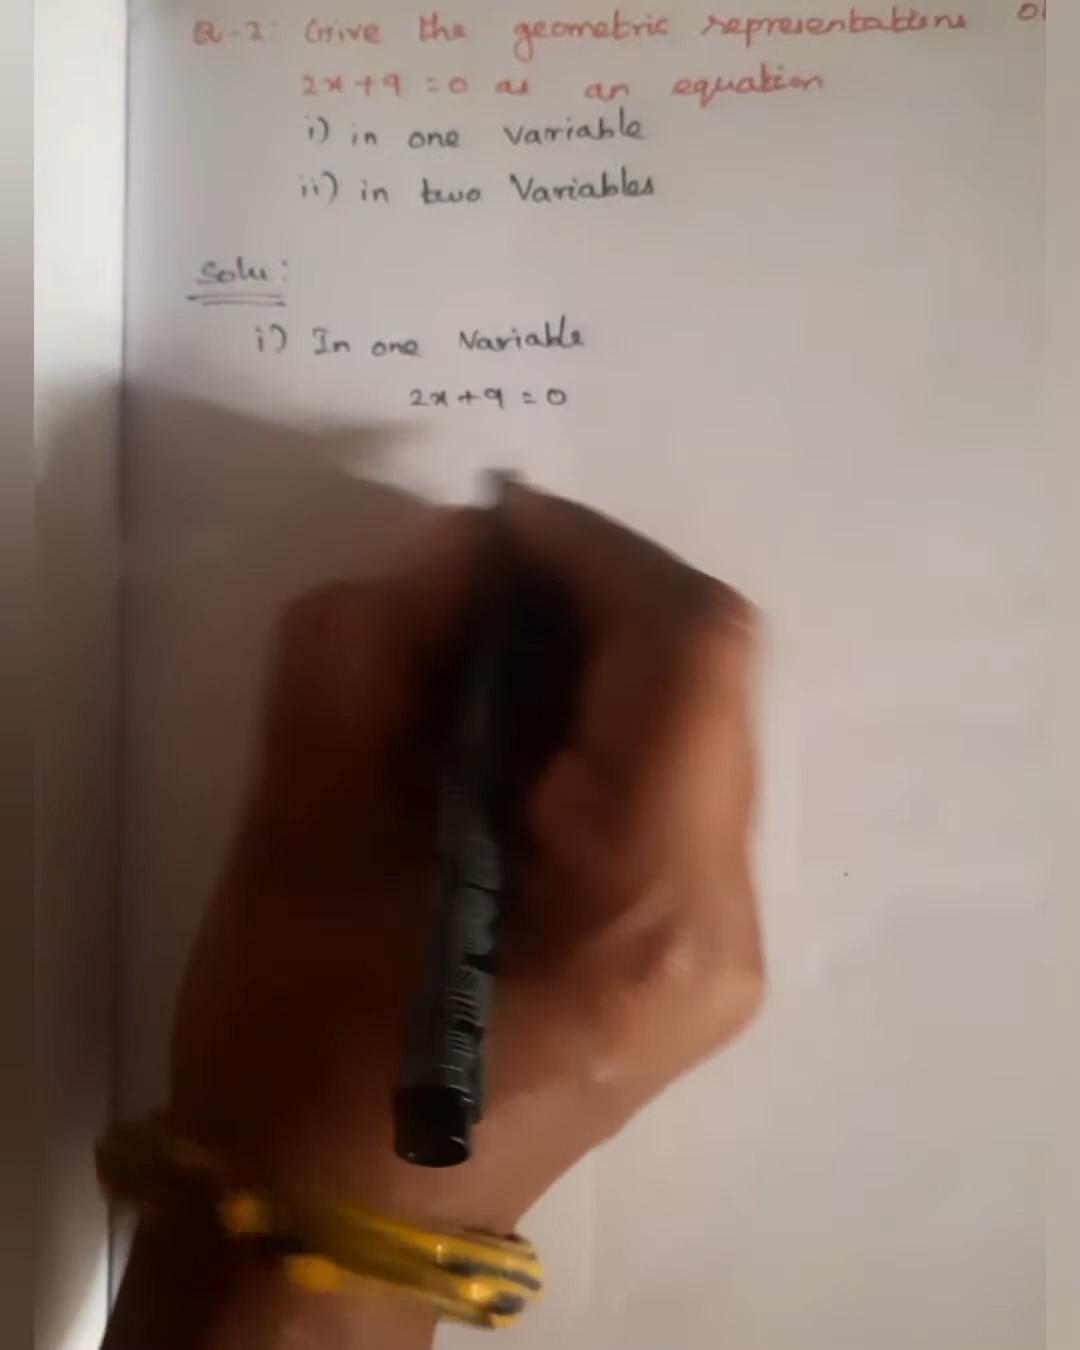 Q-2: Give the geometric representations of
2x+9=0 as an equation
i) in one variable
ii) in two Variables
Solu:
i) In one Variable
2x+9=0